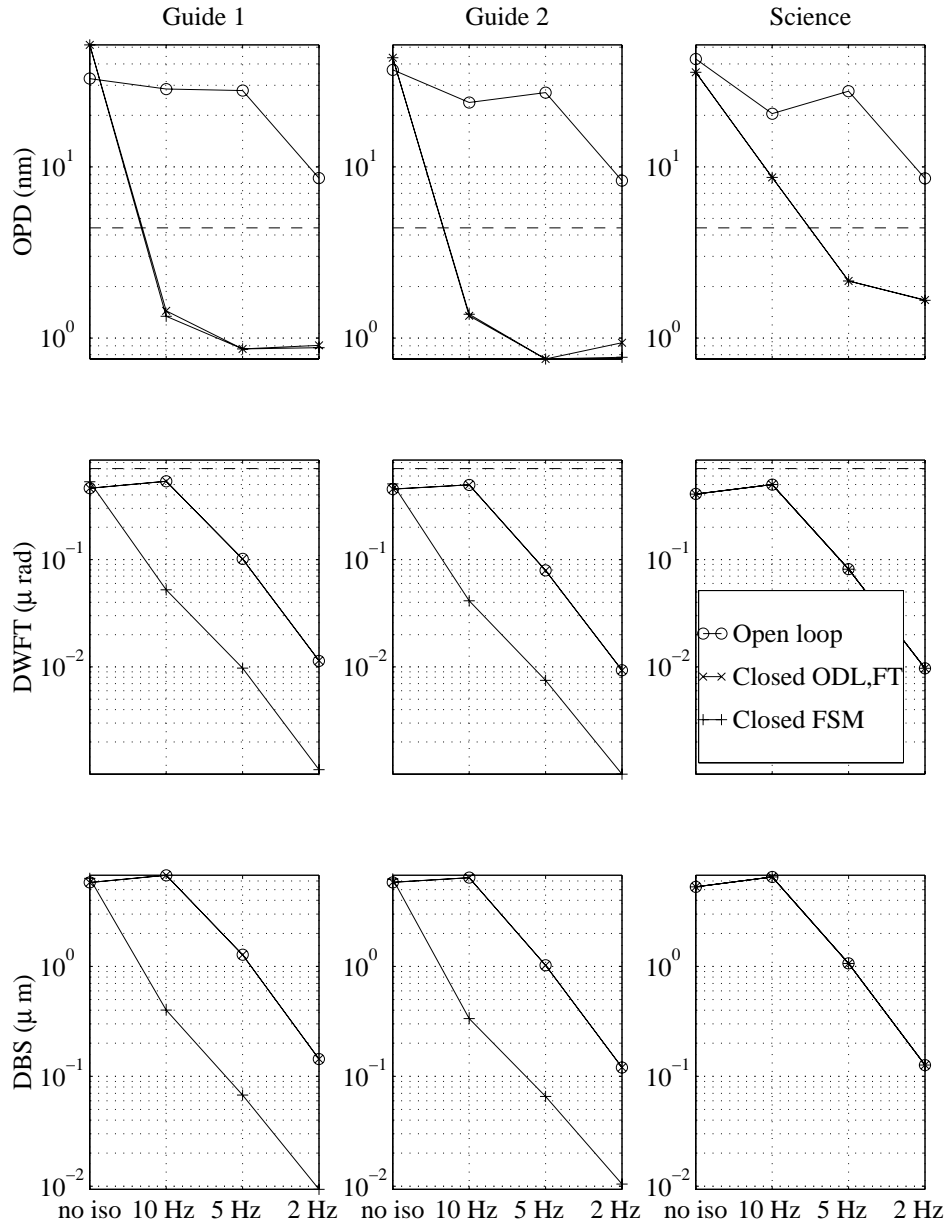 Guide 1
Guide 2
Science
OPD (nm)
10^1
10^0
10^1
10^0
10^1
10^0
DWFT (μ rad)
10^-1
10^-2
10^-1
10^-2
10^-1
10^-2
Open loop
Closed ODL,FT
Closed FSM
DBS (μ m)
10^0
10^-1
10^-2
10^0
10^-1
10^-2
10^0
10^-1
10^-2
no iso 10 Hz 5 Hz 2 Hz
no iso 10 Hz 5 Hz 2 Hz
no iso 10 Hz 5 Hz 2 Hz